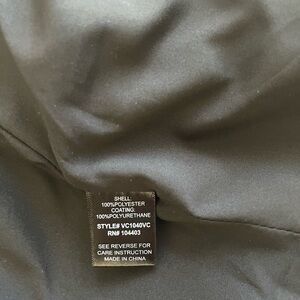 SHELL:
100%POLYESTER
COATING:
100%POLYURETHANE
STYLE# VC1040VC
RN# 104403
SEE REVERSE FOR
CARE INSTRUCTION
MADE IN CHINA